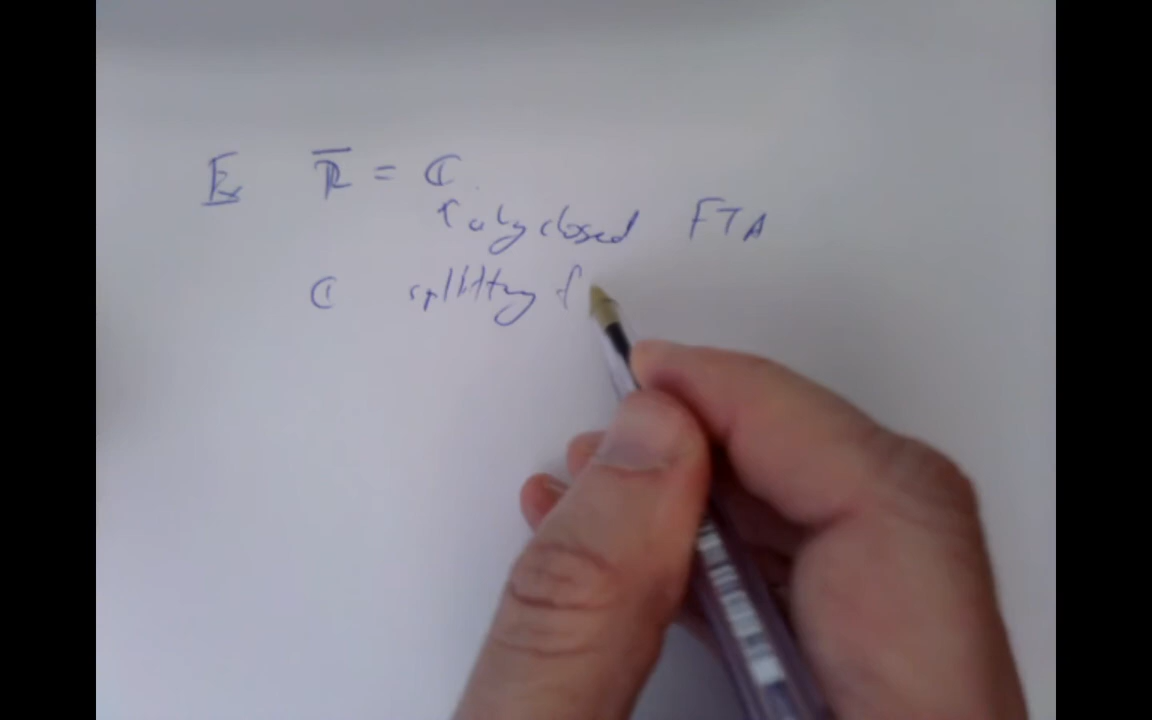 Ex ℝ̅ = ℂ.
↑ alg closed FTA
ℂ splitting f